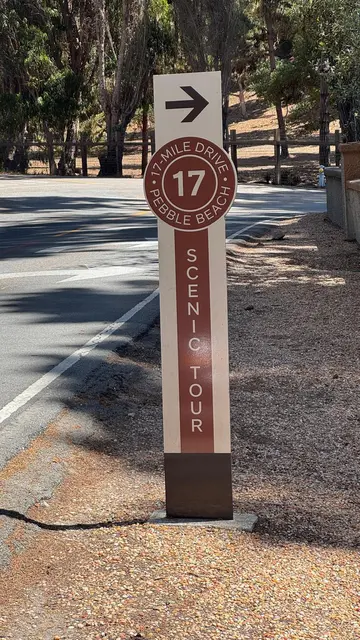 17-MILE DRIVE
17
• PEBBLE BEACH •
SCENIC TOUR